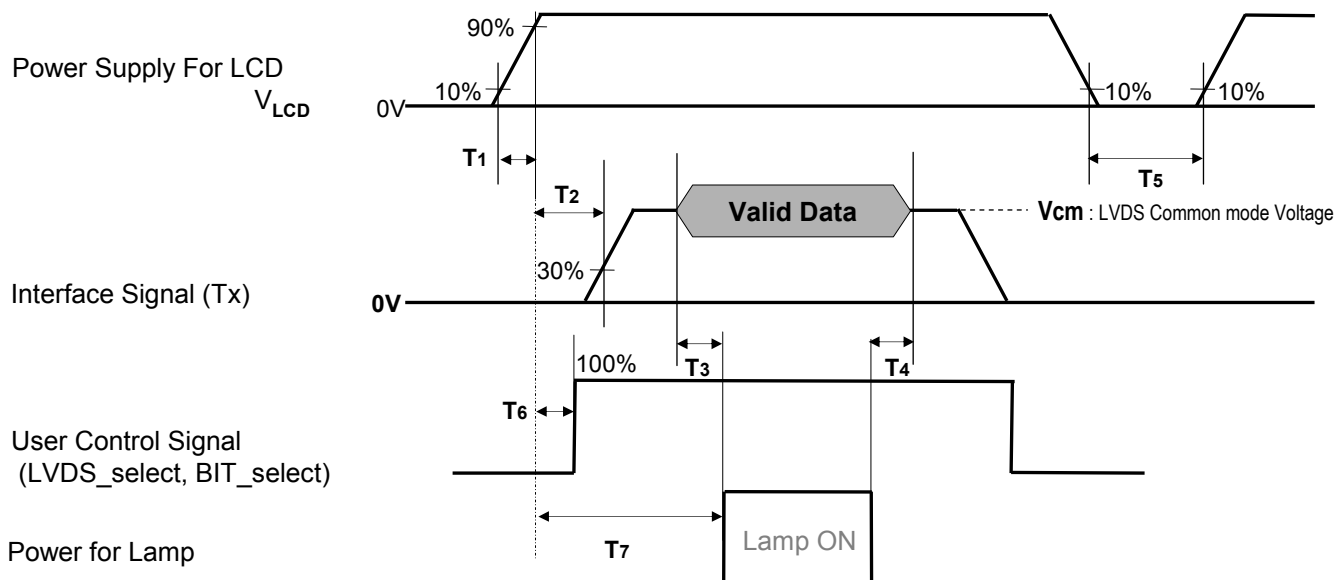 90%
Power Supply For LCD
VLCD
10%
0V
10%
10%
T1
T2
T5
Valid Data
Vcm : LVDS Common mode Voltage
30%
Interface Signal (Tx)
0V
100%
T3
T4
T6
User Control Signal
(LVDS_select, BIT_select)
T7
Lamp ON
Power for Lamp